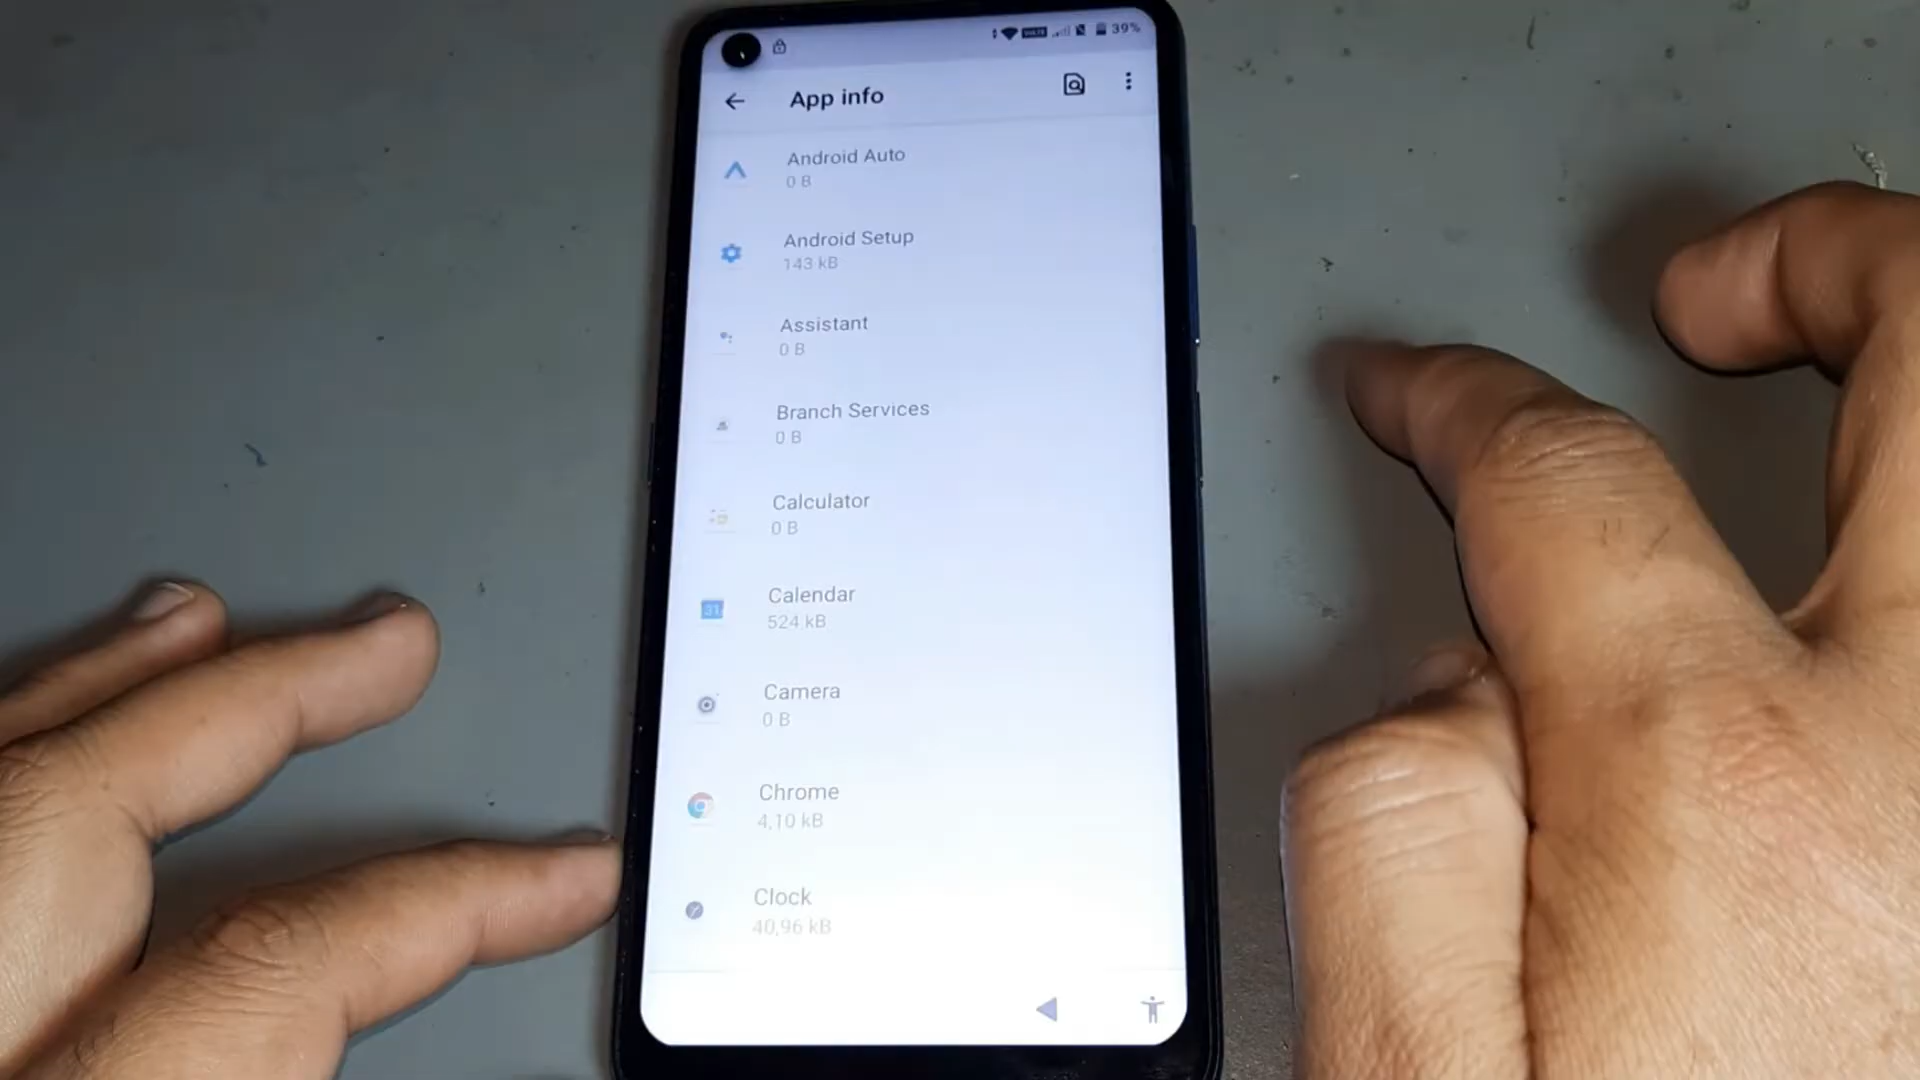 39%
App info
Android Auto
0 B
Android Setup
143 kB
Assistant
0 B
Branch Services
0 B
Calculator
0 B
31
Calendar
524 kB
Camera
0 B
Chrome
4,10 kB
Clock
40,96 kB